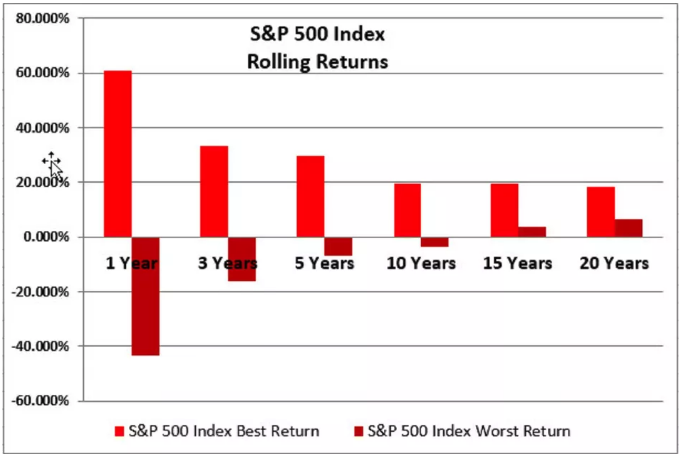 S&P 500 Index
Rolling Returns
80.000%
60.000%
40.000%
20.000%
0.000%
-20.000%
-40.000%
-60.000%
1 Year 3 Years 5 Years 10 Years 15 Years 20 Years
S&P 500 Index Best Return S&P 500 Index Worst Return